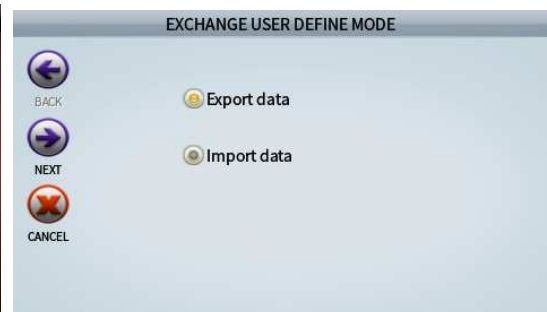 EXCHANGE USER DEFINE MODE
BACK
Export data
NEXT
Import data
CANCEL